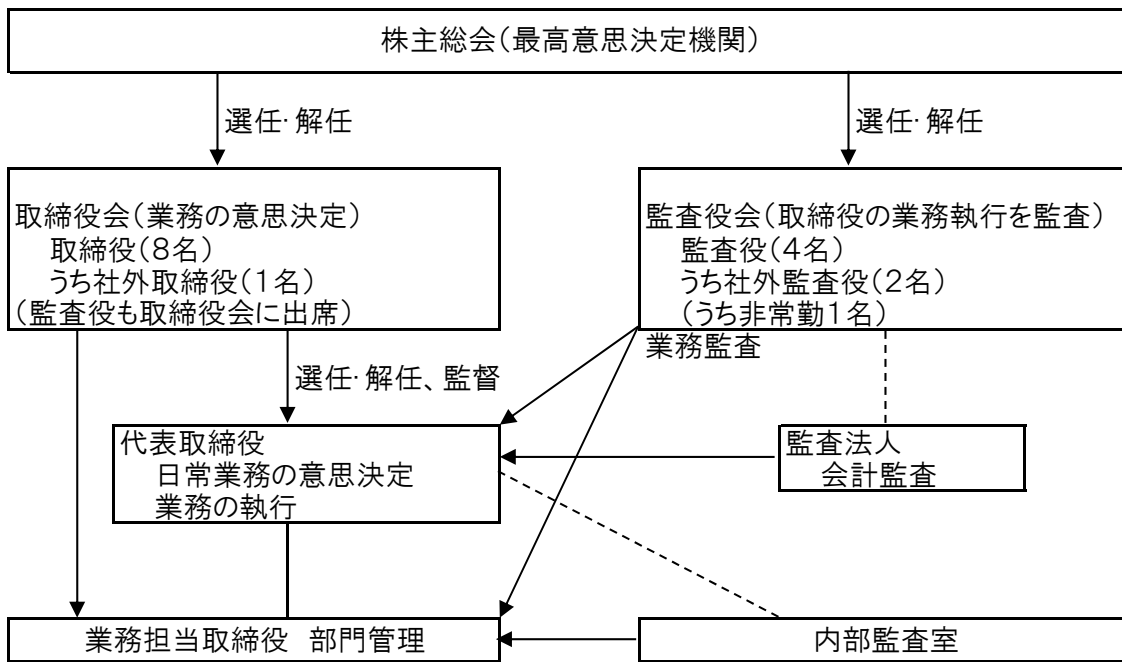 株主総会(最高意思決定機関)
選任・解任
選任・解任
取締役会(業務の意思決定)
取締役(8名)
うち社外取締役(1名)
(監査役も取締役会に出席)
監査役会(取締役の業務執行を監査)
監査役(4名)
うち社外監査役(2名)
(うち非常勤1名)
業務監査
選任・解任、監督
代表取締役
日常業務の意思決定
業務の執行
監査法人
会計監査
業務担当取締役 部門管理
内部監査室